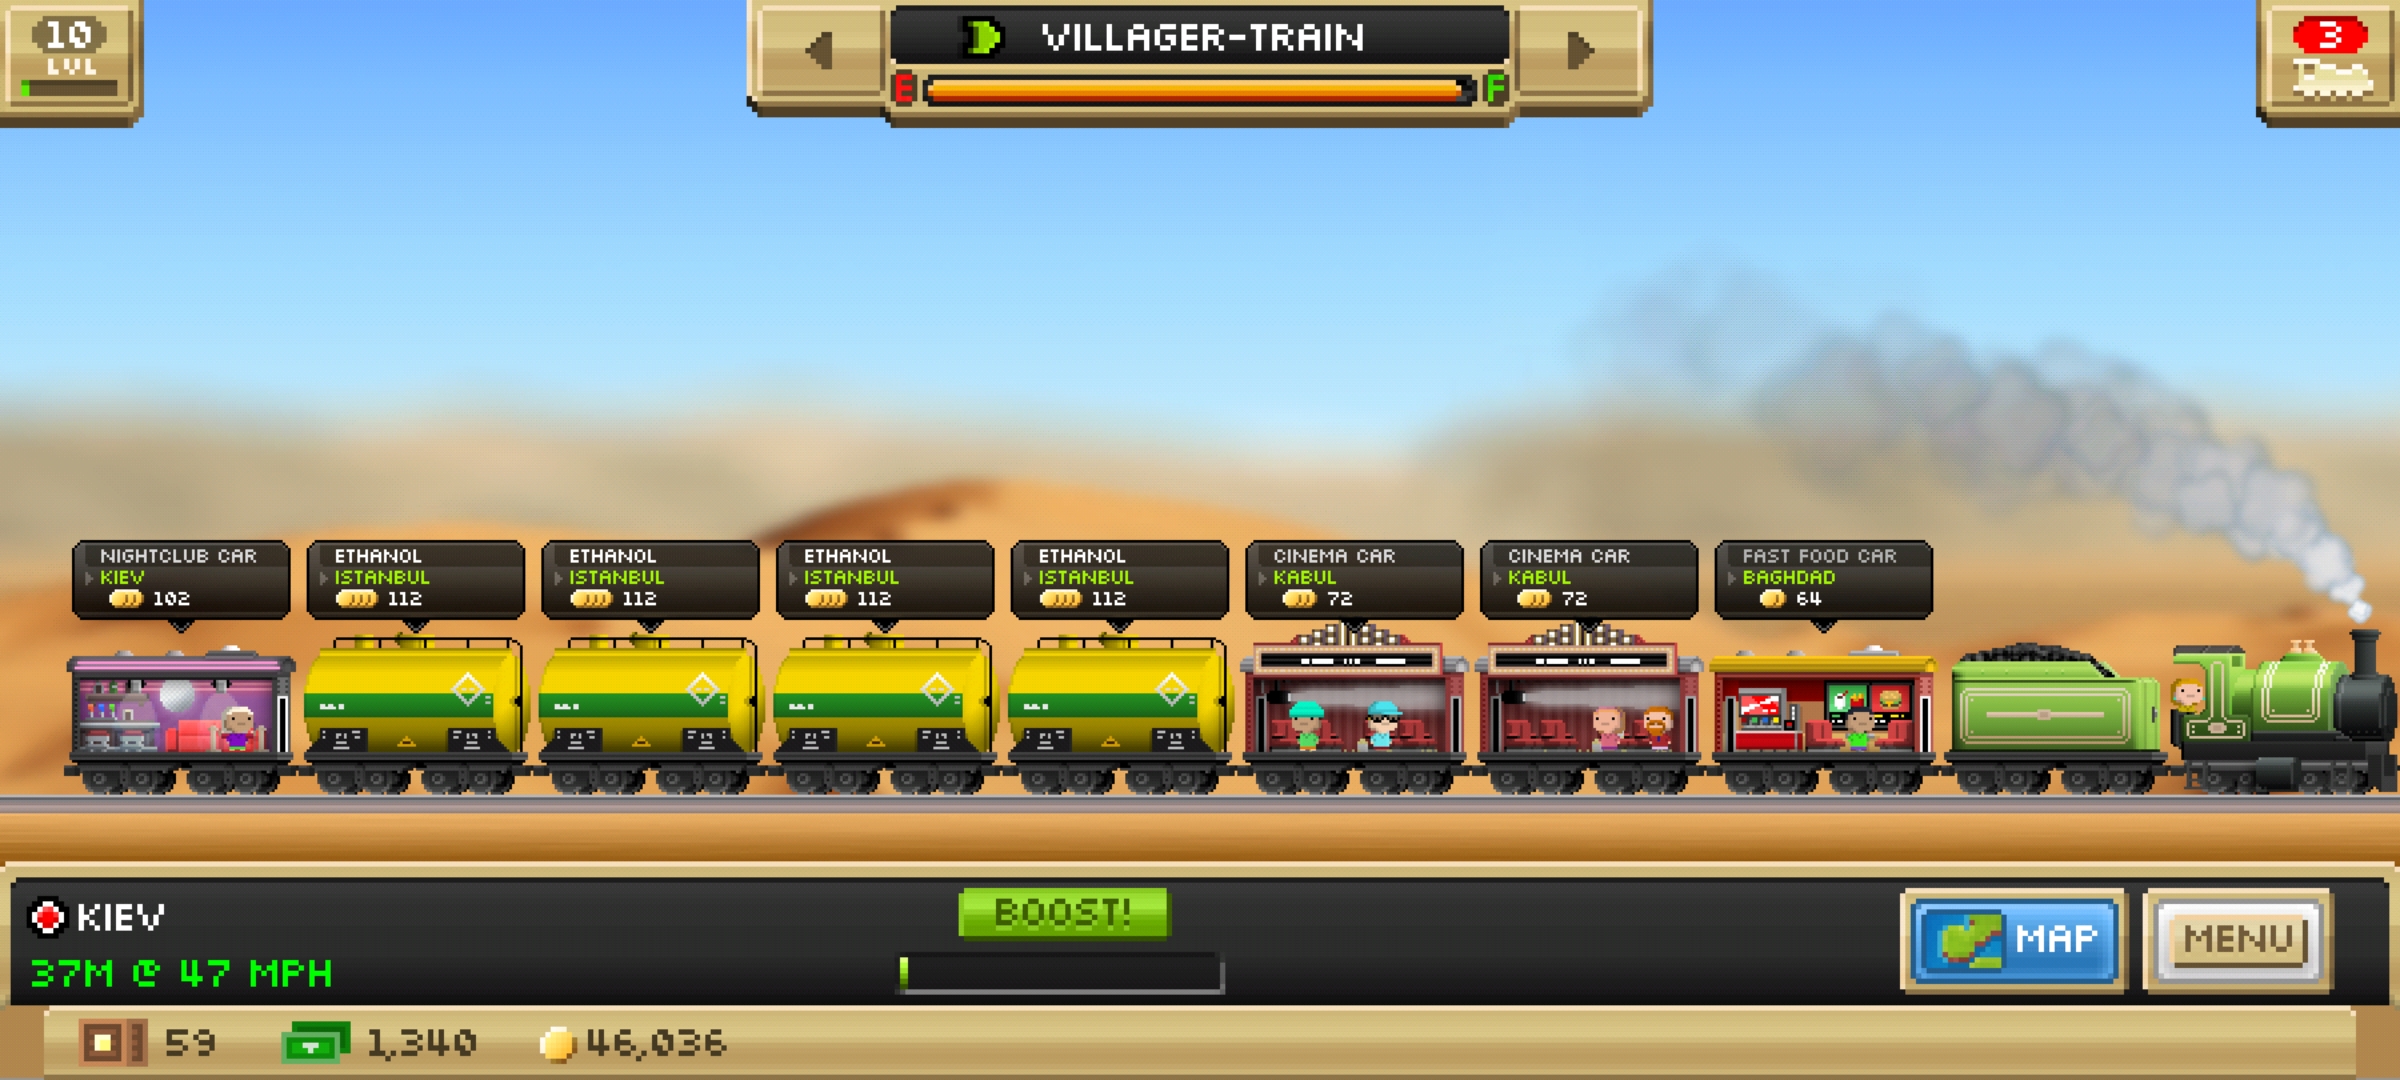 10
LVL
VILLAGER-TRAIN
E F
3
NIGHTCLUB CAR
KIEV
102
ETHANOL
ISTANBUL
112
ETHANOL
ISTANBUL
112
ETHANOL
ISTANBUL
112
ETHANOL
ISTANBUL
112
CINEMA CAR
KABUL
72
CINEMA CAR
KABUL
72
FAST FOOD CAR
BAGHDAD
64
KIEV
37M @ 47 MPH
BOOST!
MAP
MENU
59
1,340
46,036